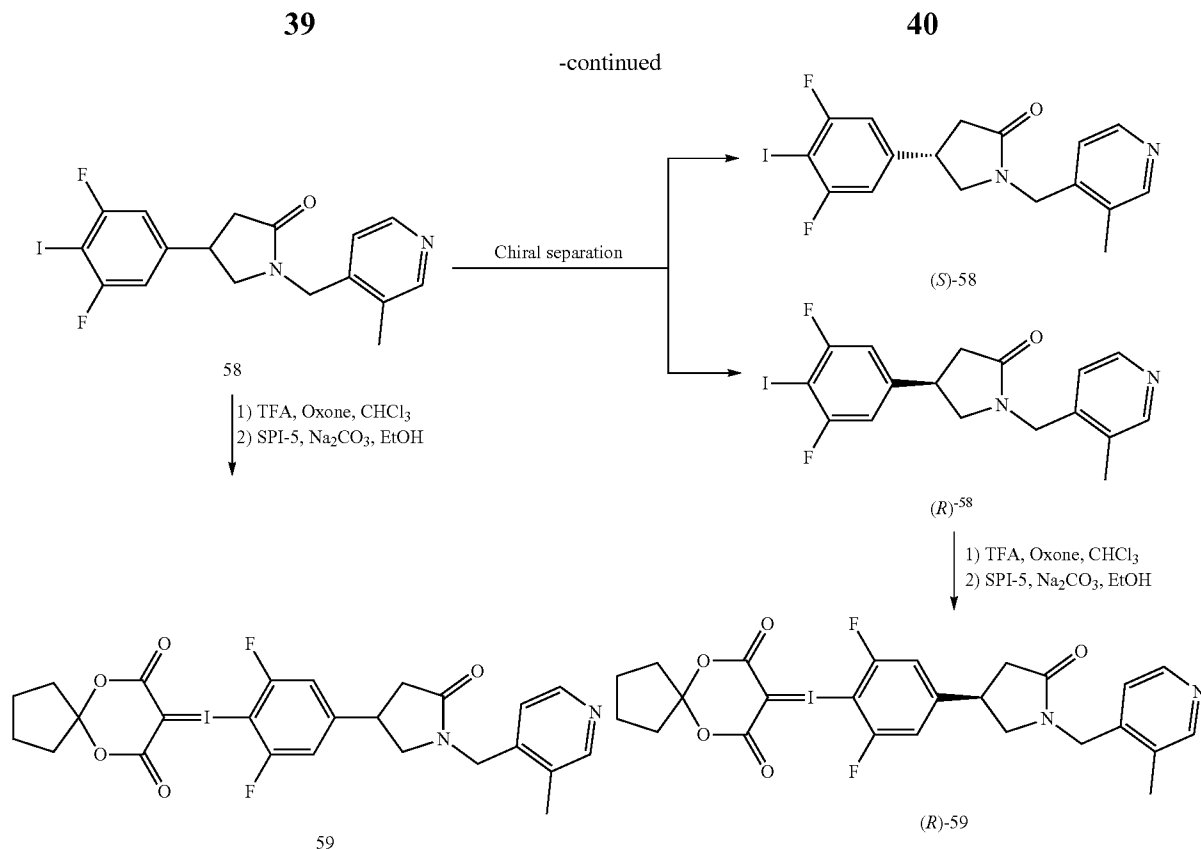 39
40
-continued
F
I
F
O
N
N
58
Chiral separation
F
I
F
O
N
N
(S)-58
F
I
F
O
N
N
(R)-58
1) TFA, Oxone, CHCl3
2) SPI-5, Na2CO3, EtOH
1) TFA, Oxone, CHCl3
2) SPI-5, Na2CO3, EtOH
O
O
O
O
I
F
F
O
N
N
59
O
O
O
O
I
F
F
O
N
N
(R)-59